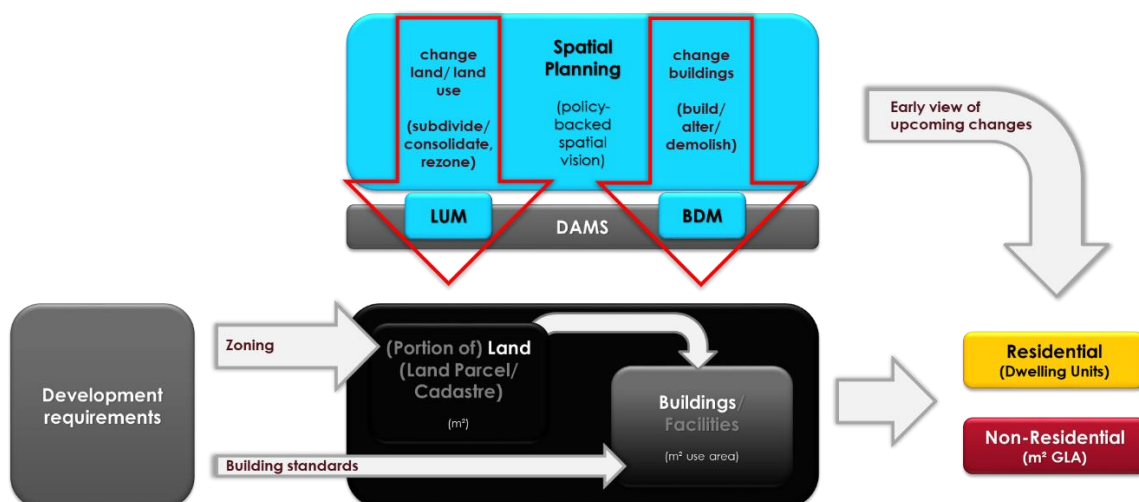 change
land/ land
use
(subdivide/
consolidate,
rezone)
Spatial
Planning
(policy-
backed
spatial
vision)
change
buildings
(build/
alter/
demolish)
Early view of
upcoming changes
LUM
DAMS
BDM
Development
requirements
Zoning
(Portion of) Land
(Land Parcel/
Cadastre)
(m²)
Buildings/
Facilities
(m² use area)
Building standards
Residential
(Dwelling Units)
Non-Residential
(m² GLA)